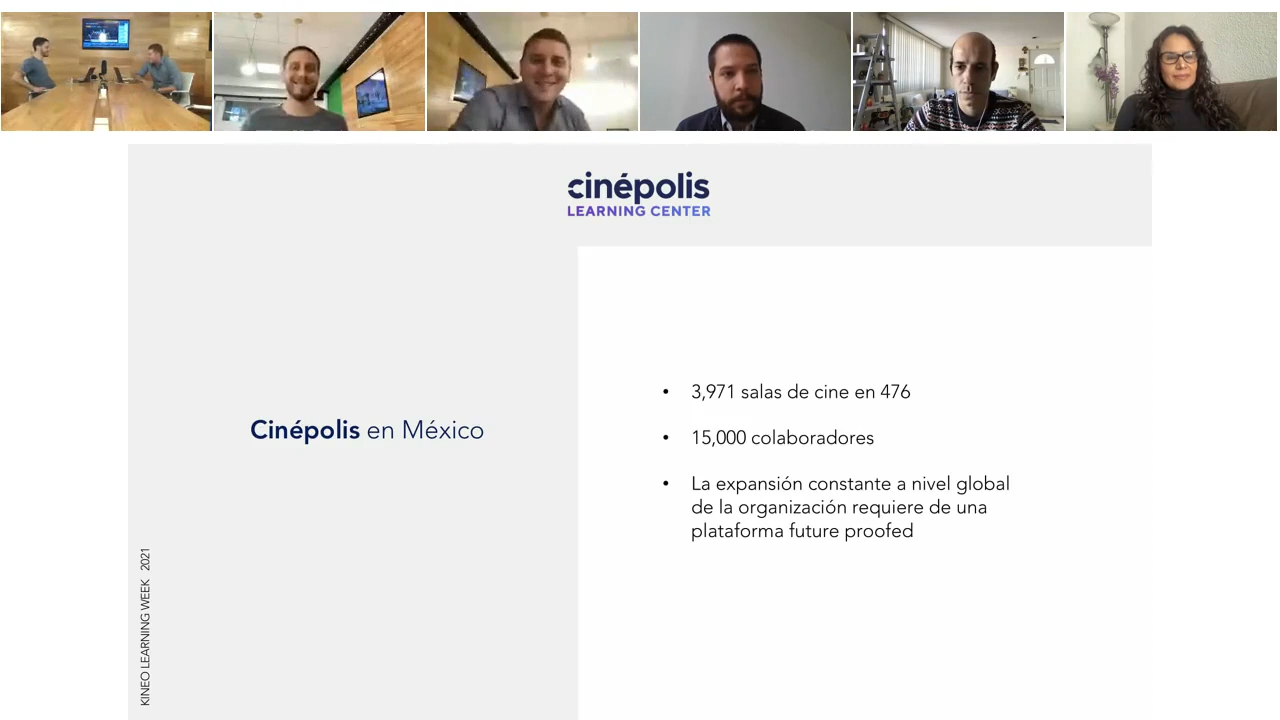 cinépolis
LEARNING CENTER
Cinépolis en México
• 3,971 salas de cine en 476
• 15,000 colaboradores
• La expansión constante a nivel global
de la organización requiere de una
plataforma future proofed
KINEO LEARNING WEEK 2021